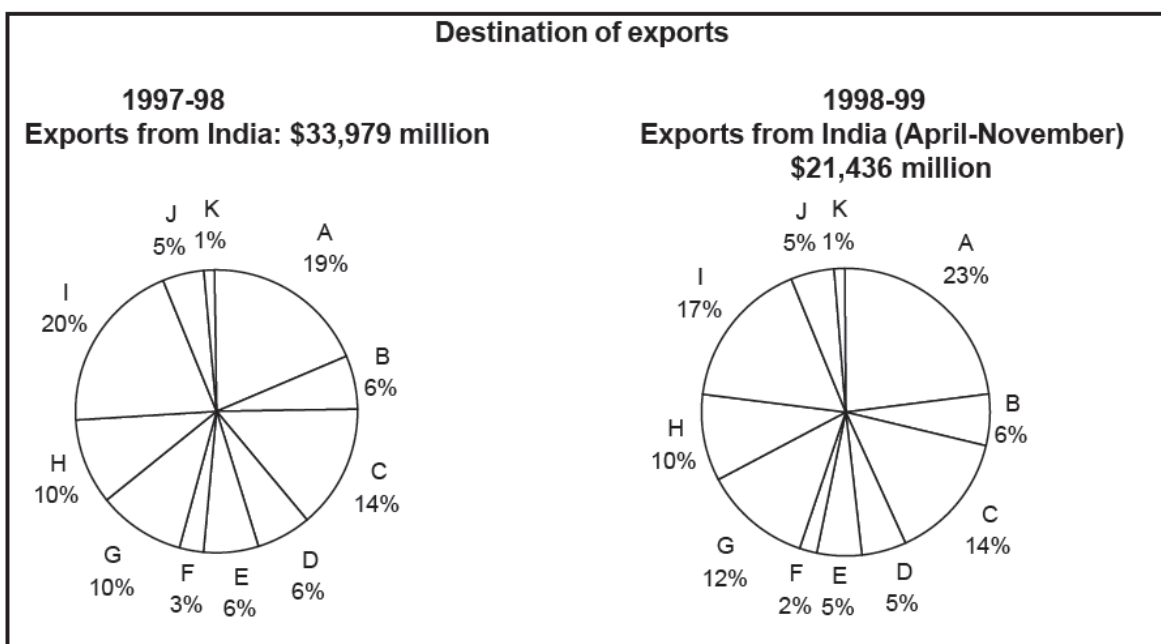 Destination of exports
1997-98
Exports from India: $33,979 million
J
5%
K
1%
A
19%
B
6%
C
14%
D
6%
E
6%
F
3%
G
10%
H
10%
I
20%
1998-99
Exports from India (April-November)
$21,436 million
J
5%
K
1%
A
23%
B
6%
C
14%
D
5%
E
5%
F
2%
G
12%
H
10%
I
17%